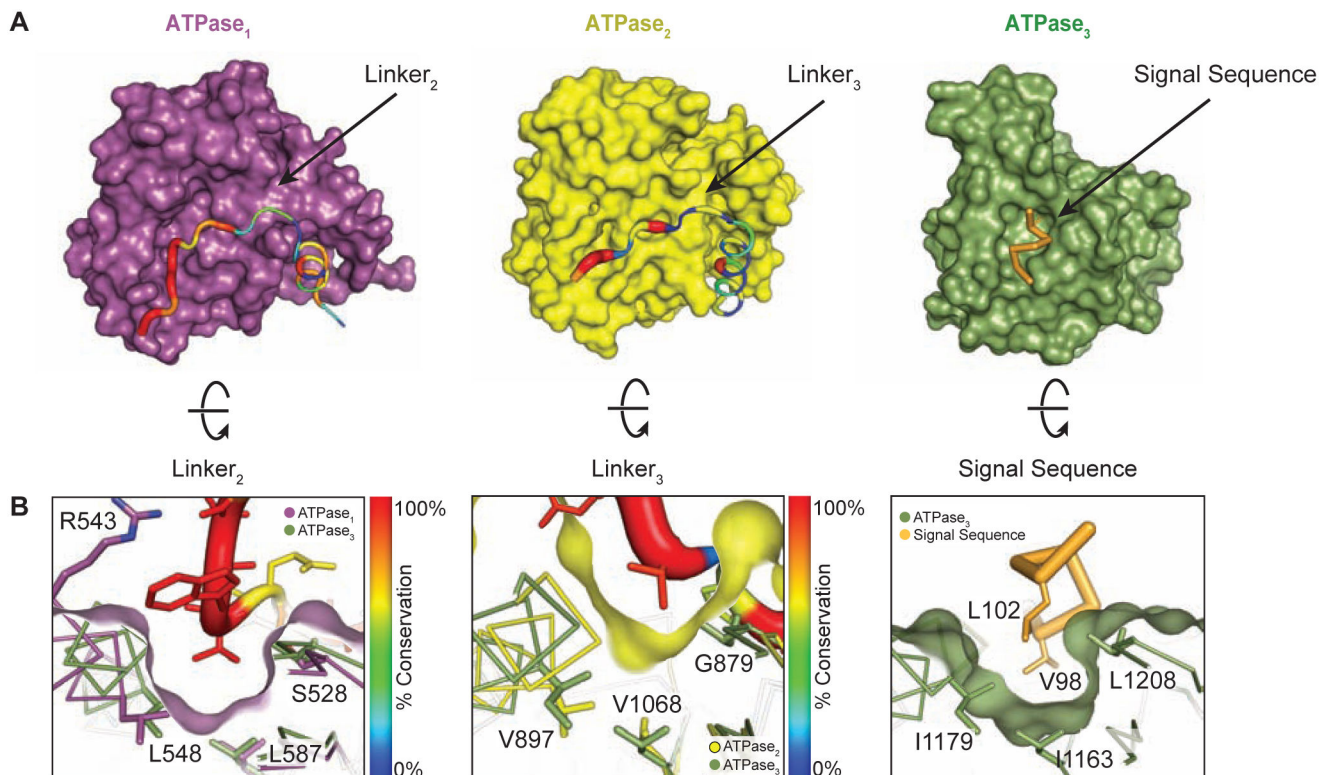 A
ATPase₁
ATPase₂
ATPase₃
Linker₂
Linker₃
Signal Sequence
Linker₂
Linker₃
Signal Sequence
B
R543
ATPase₁
ATPase₃
S528
L548
L587
100%
% Conservation
0%
G879
V1068
V897
ATPase₂
ATPase₃
100%
% Conservation
0%
ATPase₃
Signal Sequence
L102
V98
L1208
I1179
I1163